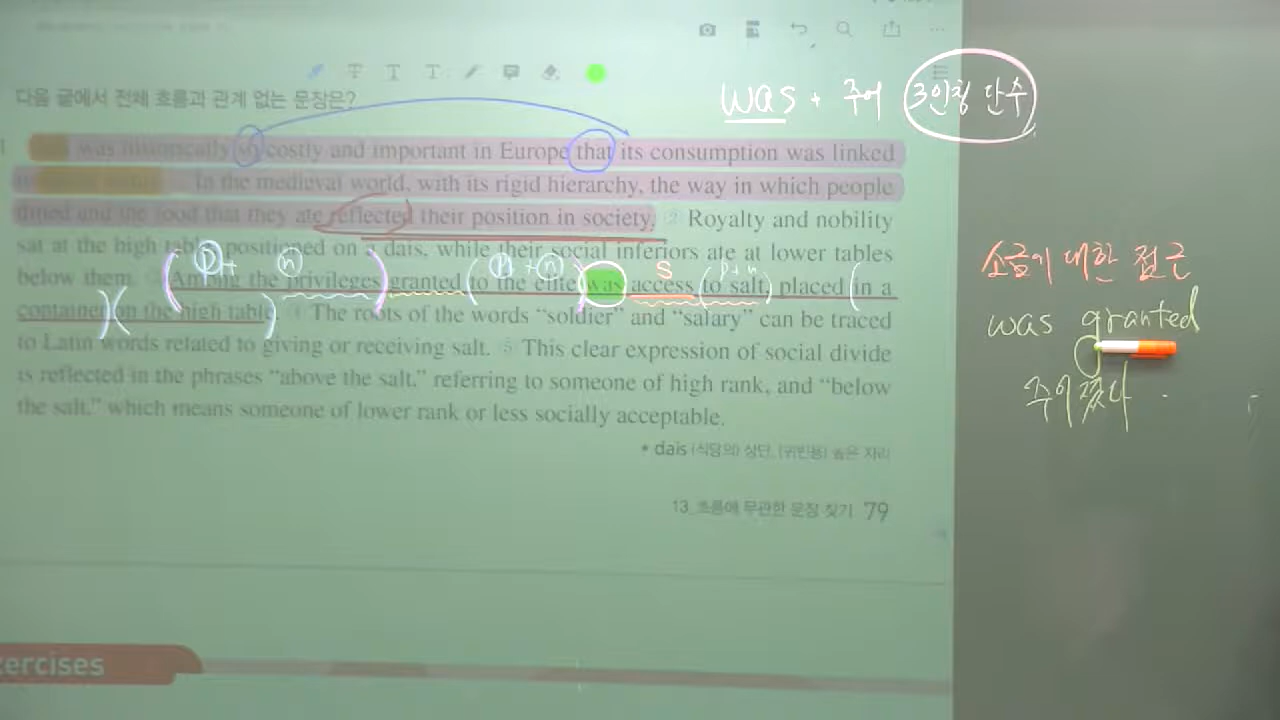 다음 글에서 전체 흐름과 관계 없는 문장은?
was + 주어 3인칭 단수
was historically so costly and important in Europe that its consumption was linked
In the medieval world, with its rigid hierarchy, the way in which people
dined and the food that they ate reflected their position in society. ② Royalty and nobility
sat at the high table positioned on a dais, while their social inferiors ate at lower tables
p + n p + n S p + n
below them. Among the privileges granted to the elite was access to salt, placed in a
container on the high table. The roots of the words “soldier” and “salary” can be traced
to Latin words related to giving or receiving salt. ⑤ This clear expression of social divide
is reflected in the phrases “above the salt,” referring to someone of high rank, and “below
the salt,” which means someone of lower rank or less socially acceptable.
* dais (식당의) 상단, (귀빈용) 높은 자리
13 흐름에 무관한 문장 찾기 79
소금에 대한 접근
was granted
주어졌다
ercises